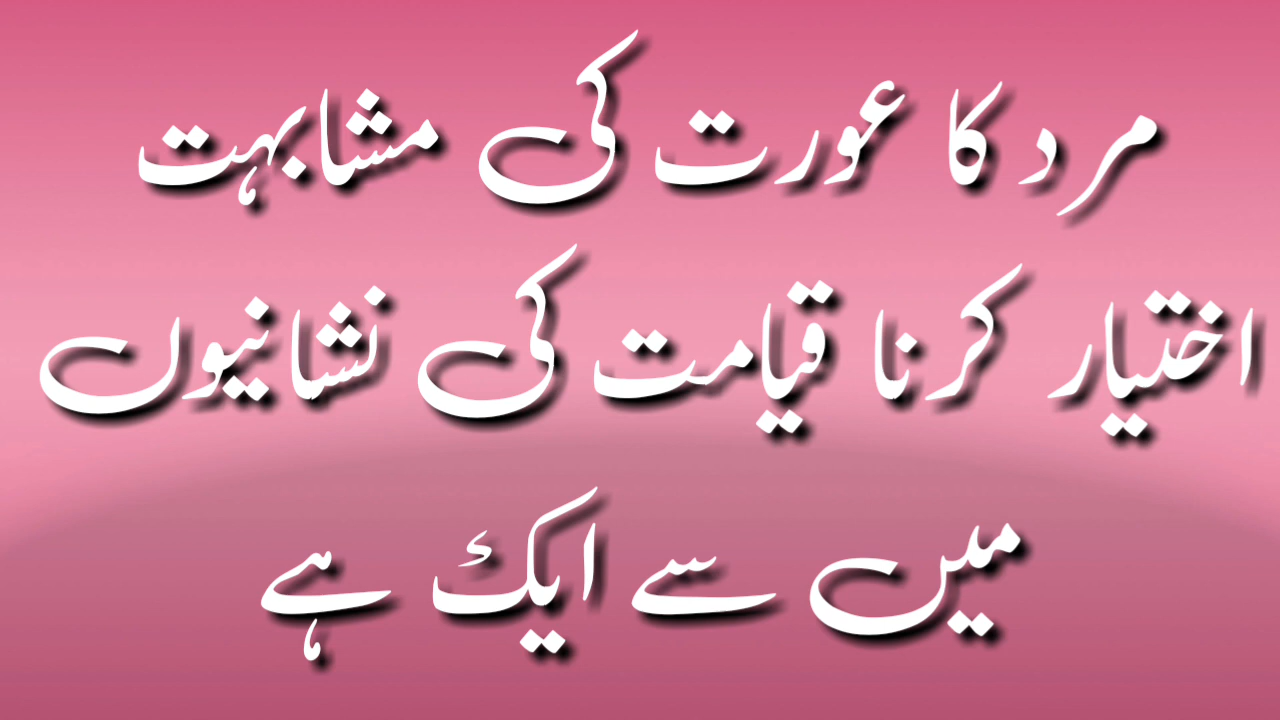 مرد کا عورت کی مشابہت
اختیار کرنا قیامت کی نشانیوں
میں سے ایک ہے